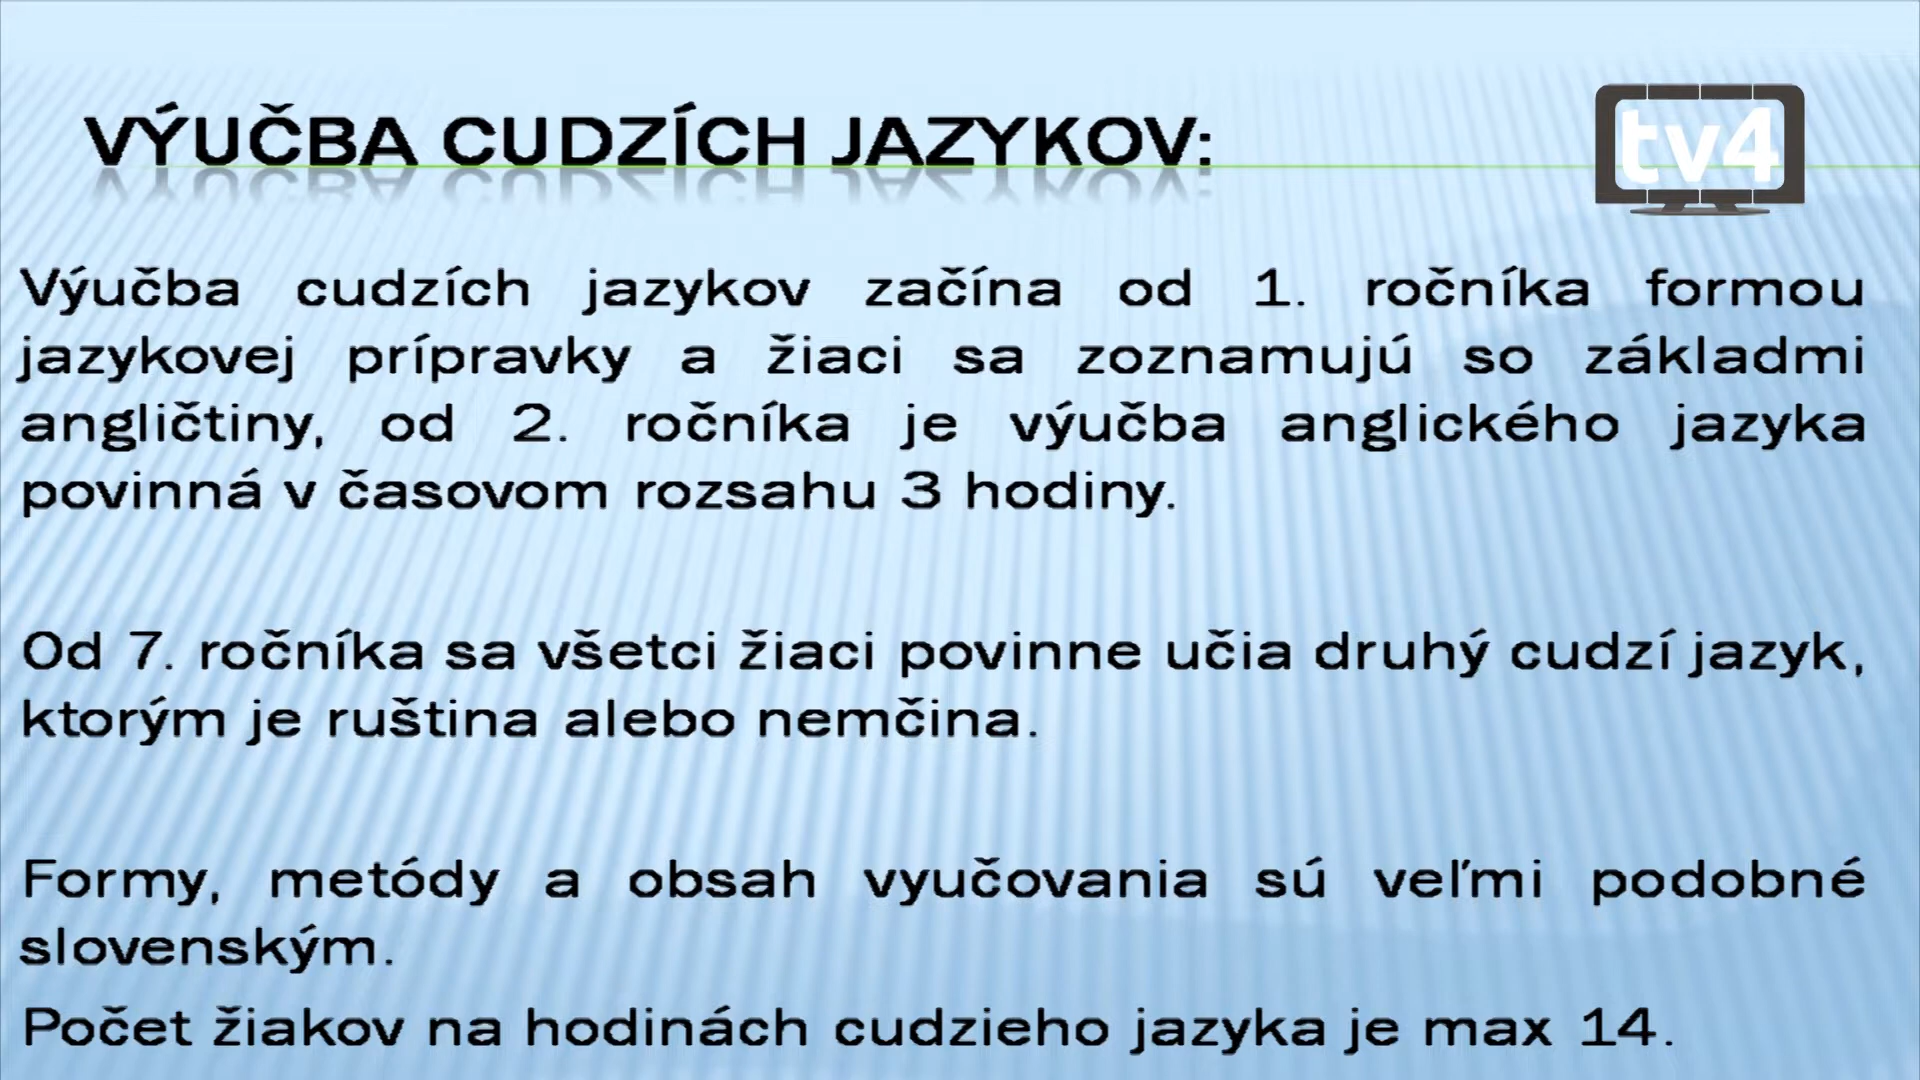 VÝUČBA CUDZÍCH JAZYKOV:
tv4
Výučba cudzích jazykov začína od 1. ročníka formou
jazykovej prípravky a žiaci sa zoznamujú so základmi
angličtiny, od 2. ročníka je výučba anglického jazyka
povinná v časovom rozsahu 3 hodiny.
Od 7. ročníka sa všetci žiaci povinne učia druhý cudzí jazyk,
ktorým je ruština alebo nemčina.
Formy, metódy a obsah vyučovania sú veľmi podobné
slovenským.
Počet žiakov na hodinách cudzieho jazyka je max 14.